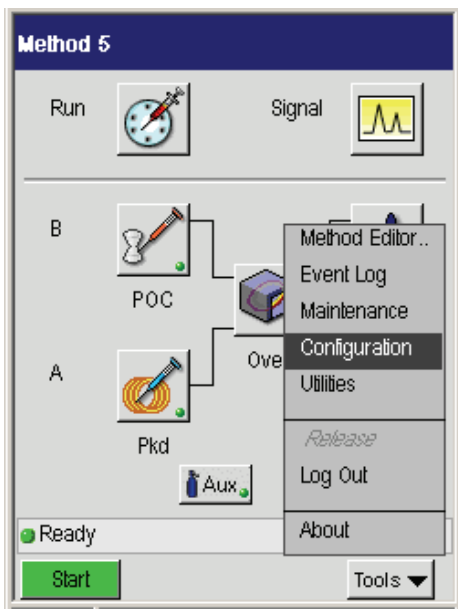 Method 5
Run Signal
B
POC
A
Pkd
Aux
Method Editor..
Event Log
Maintenance
Configuration
Utilities
Release
Log Out
About
Ove
Ready
Start Tools